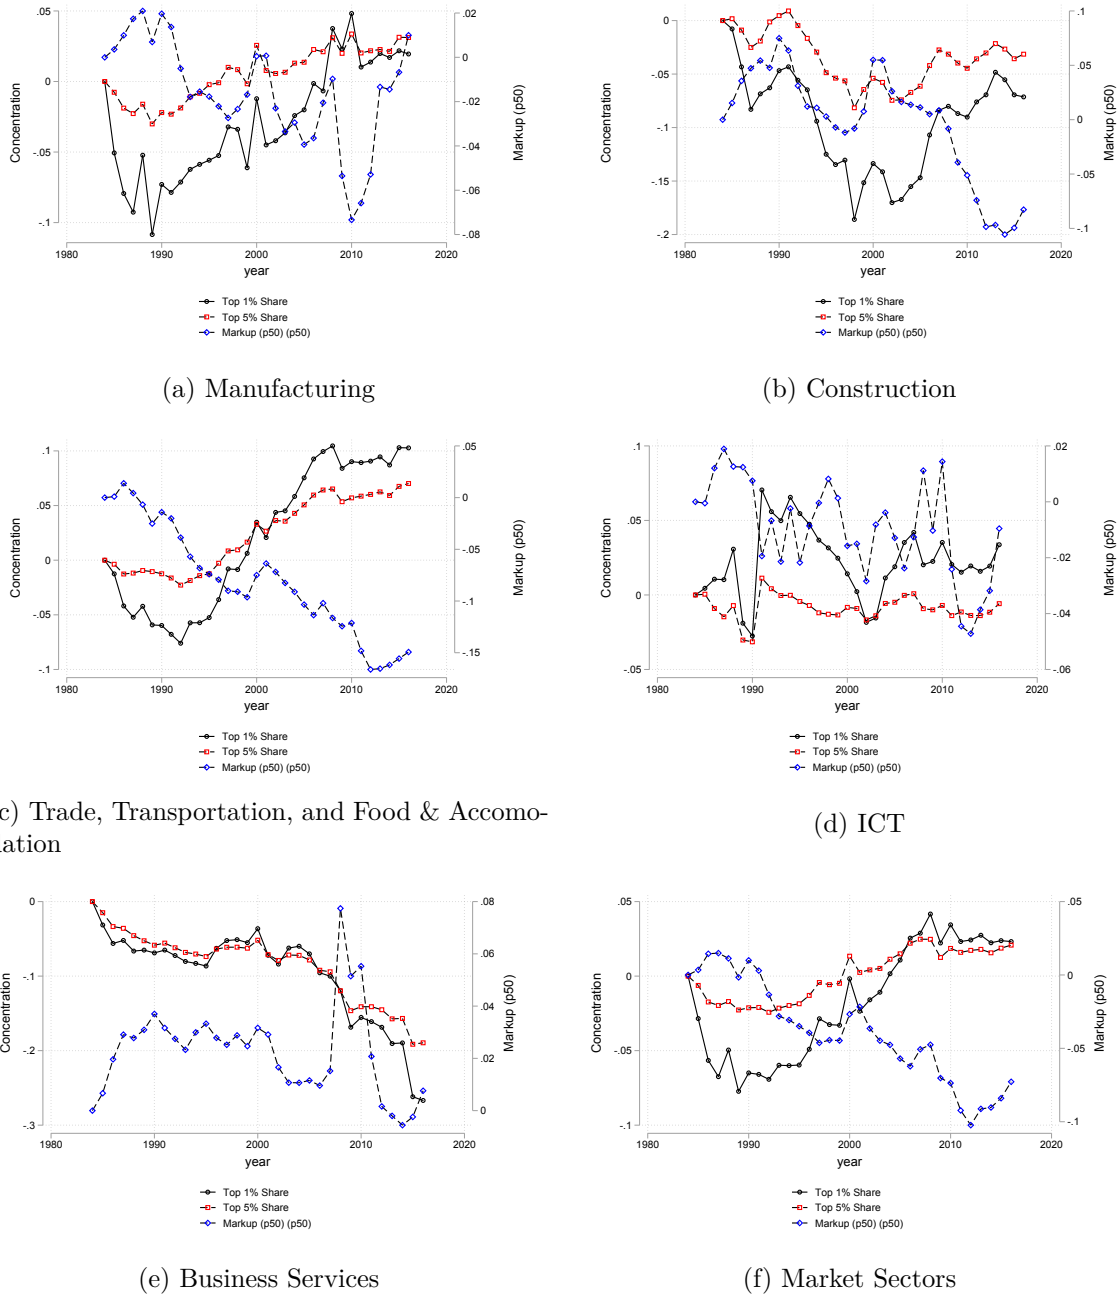 .05
0
-.05
-.1
Concentration
.02
0
-.02
-.04
-.06
-.08
Markup (p50)
1980 1990 2000 2010 2020
year
Top 1% Share
Top 5% Share
Markup (p50) (p50)
(a) Manufacturing
0
-.05
-.1
-.15
-.2
Concentration
.1
.05
0
-.05
-.1
Markup (p50)
1980 1990 2000 2010 2020
year
Top 1% Share
Top 5% Share
Markup (p50) (p50)
(b) Construction
.1
.05
0
-.05
-.1
Concentration
.05
0
-.05
-.1
-.15
Markup (p50)
1980 1990 2000 2010 2020
year
Top 1% Share
Top 5% Share
Markup (p50) (p50)
c) Trade, Transportation, and Food & Accomo-
lation
.1
.05
0
-.05
Concentration
.02
0
-.02
-.04
-.06
Markup (p50)
1980 1990 2000 2010 2020
year
Top 1% Share
Top 5% Share
Markup (p50) (p50)
(d) ICT
0
-.1
-.2
-.3
Concentration
.08
.06
.04
.02
0
Markup (p50)
1980 1990 2000 2010 2020
year
Top 1% Share
Top 5% Share
Markup (p50) (p50)
(e) Business Services
.05
0
-.05
-.1
Concentration
.05
0
-.05
-.1
Markup (p50)
1980 1990 2000 2010 2020
year
Top 1% Share
Top 5% Share
Markup (p50) (p50)
(f) Market Sectors